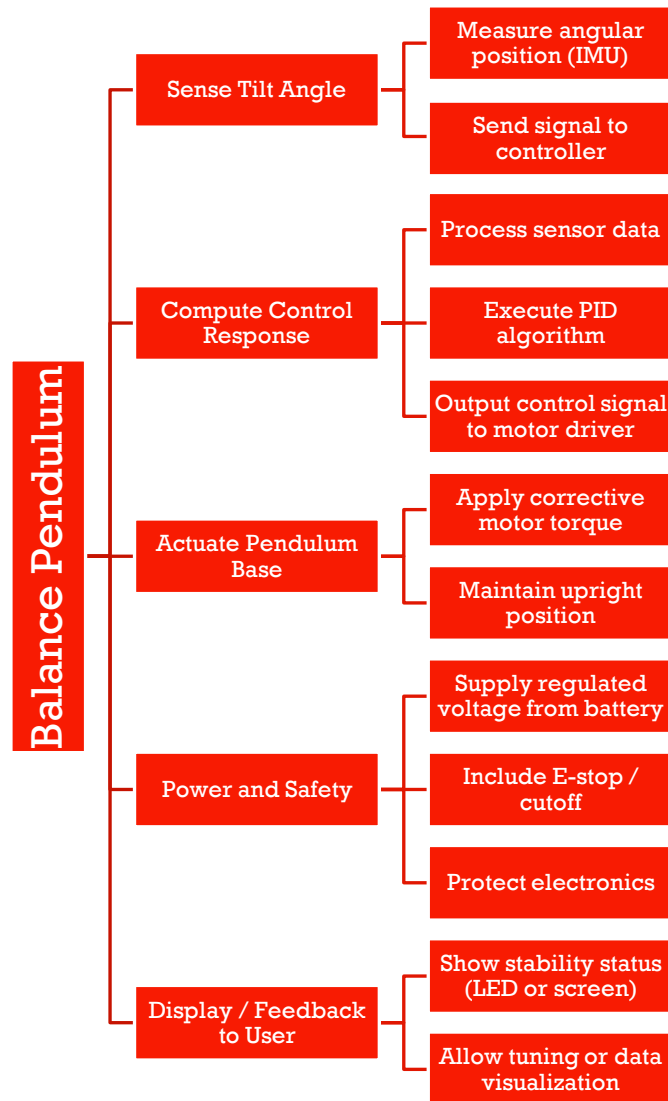 Balance Pendulum
Sense Tilt Angle
Measure angular
position (IMU)
Send signal to
controller
Compute Control
Response
Process sensor data
Execute PID
algorithm
Output control signal
to motor driver
Actuate Pendulum
Base
Apply corrective
motor torque
Maintain upright
position
Power and Safety
Supply regulated
voltage from battery
Include E-stop /
cutoff
Protect electronics
Display / Feedback
to User
Show stability status
(LED or screen)
Allow tuning or data
visualization